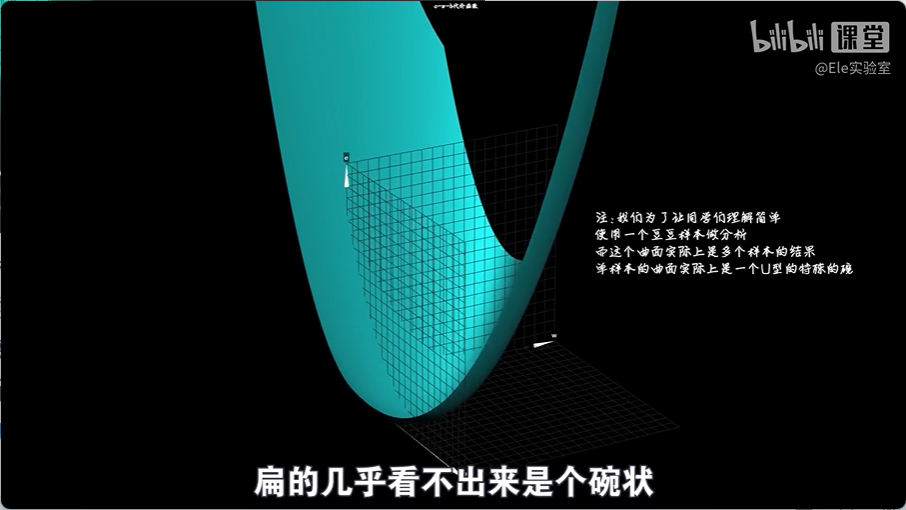 bilibili 课堂
@Ele实验室
注:我们为了让同学们理解简单
使用一个豆豆样本做分析
而这个曲面实际上是多个样本的结果
单样本的曲面实际上是一个U型的特殊的碗
e
w
扁的几乎看不出来是个碗状